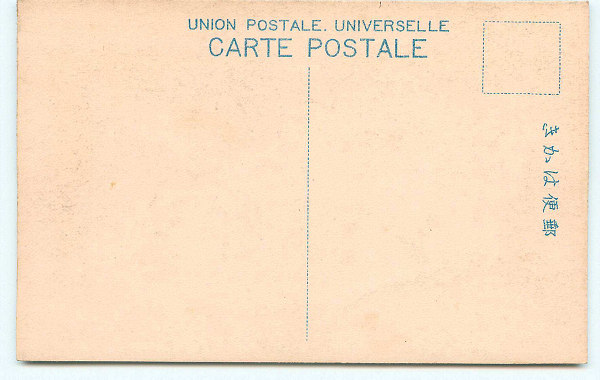 UNION POSTALE. UNIVERSELLE
CARTE POSTALE
郵便はかき